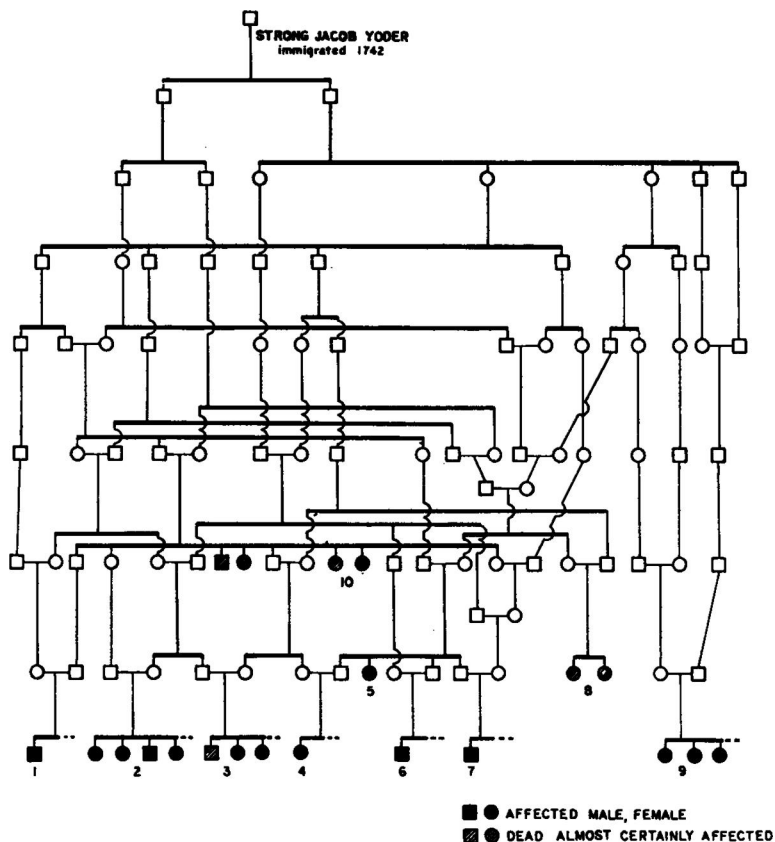 STRONG JACOB YODER
immigrated 1742
10
5
8
1
2
3
4
6
7
9
AFFECTED MALE, FEMALE
DEAD ALMOST CERTAINLY AFFECTED